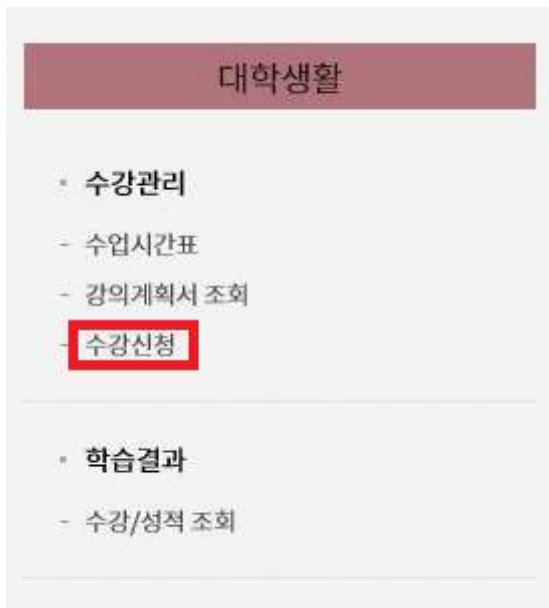 대학생활
· 수강관리
- 수업시간표
- 강의계획서 조회
- 수강신청
· 학습결과
- 수강/성적 조회